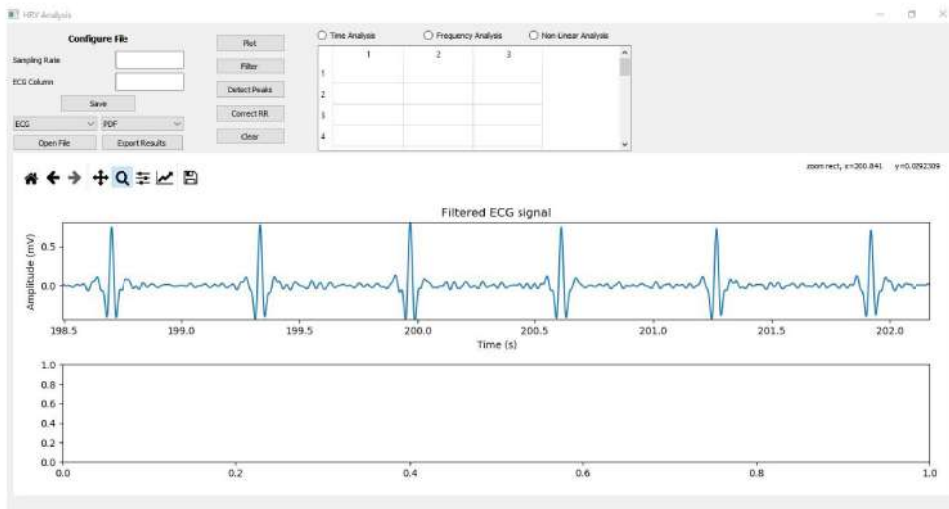 HRV Analysis
Configure File
Sampling Rate
ECG Column
Save
ECG PDF
Open File Export Results
Plot
Filter
Detect Peaks
Correct RR
Clear
Time Analysis Frequency Analysis Non-Linear Analysis
1 2 3
1
2
3
4
zoom rect, x=200.841 y=0.0292309
Filtered ECG signal
Amplitude (mV)
0.5
0.0
198.5 199.0 199.5 200.0 200.5 201.0 201.5 202.0
Time (s)
1.0
0.8
0.6
0.4
0.2
0.0
0.0 0.2 0.4 0.6 0.8 1.0